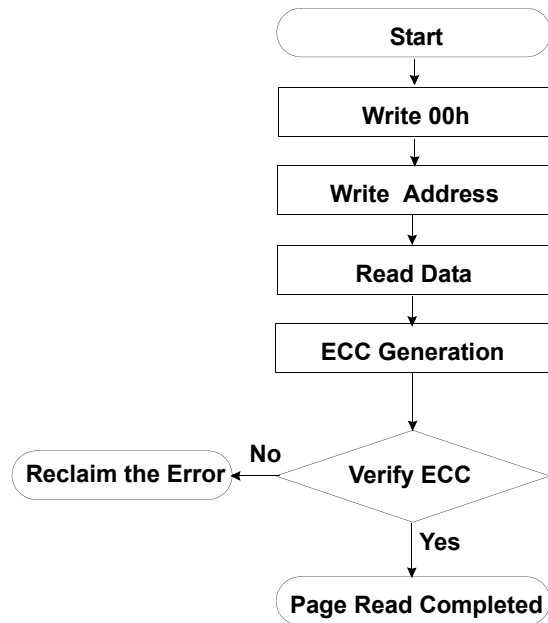 Start
Write 00h
Write Address
Read Data
ECC Generation
No
Reclaim the Error
Verify ECC
Yes
Page Read Completed